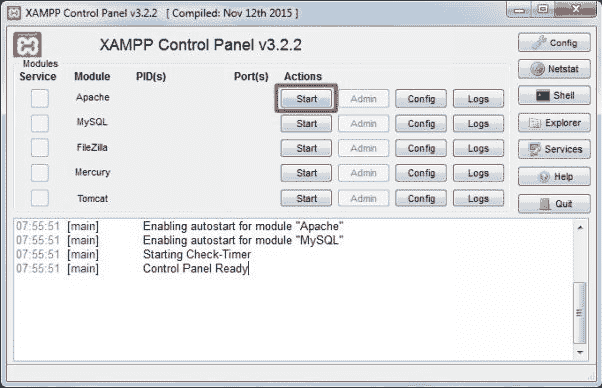 XAMPP Control Panel v3.2.2 [ Compiled: Nov 12th 2015 ]
XAMPP Control Panel v3.2.2
Config
Modules
Service Module PID(s) Port(s) Actions
Netstat
Apache Start Admin Config Logs
Shell
MySQL Start Admin Config Logs
Explorer
FileZilla Start Admin Config Logs
Services
Mercury Start Admin Config Logs
Help
Tomcat Start Admin Config Logs
Quit
07:55:51 [main] Enabling autostart for module "Apache"
07:55:51 [main] Enabling autostart for module "MySQL"
07:55:51 [main] Starting Check-Timer
07:55:51 [main] Control Panel Ready